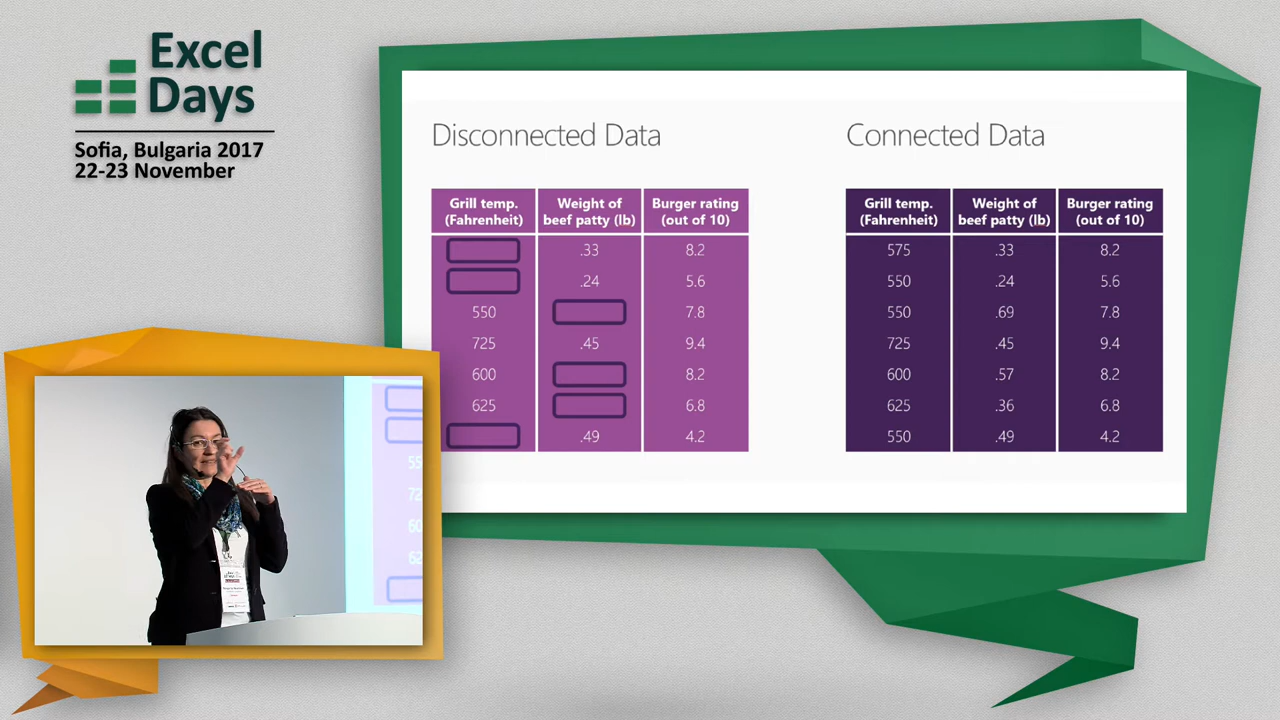 Excel
Days
Sofia, Bulgaria 2017
22-23 November
Disconnected Data
Grill temp. (Fahrenheit) Weight of beef patty (lb) Burger rating (out of 10)
.33 8.2
.24 5.6
550 7.8
725 .45 9.4
600 8.2
625 6.8
.49 4.2
Connected Data
Grill temp. (Fahrenheit) Weight of beef patty (lb) Burger rating (out of 10)
575 .33 8.2
550 .24 5.6
550 .69 7.8
725 .45 9.4
600 .57 8.2
625 .36 6.8
550 .49 4.2